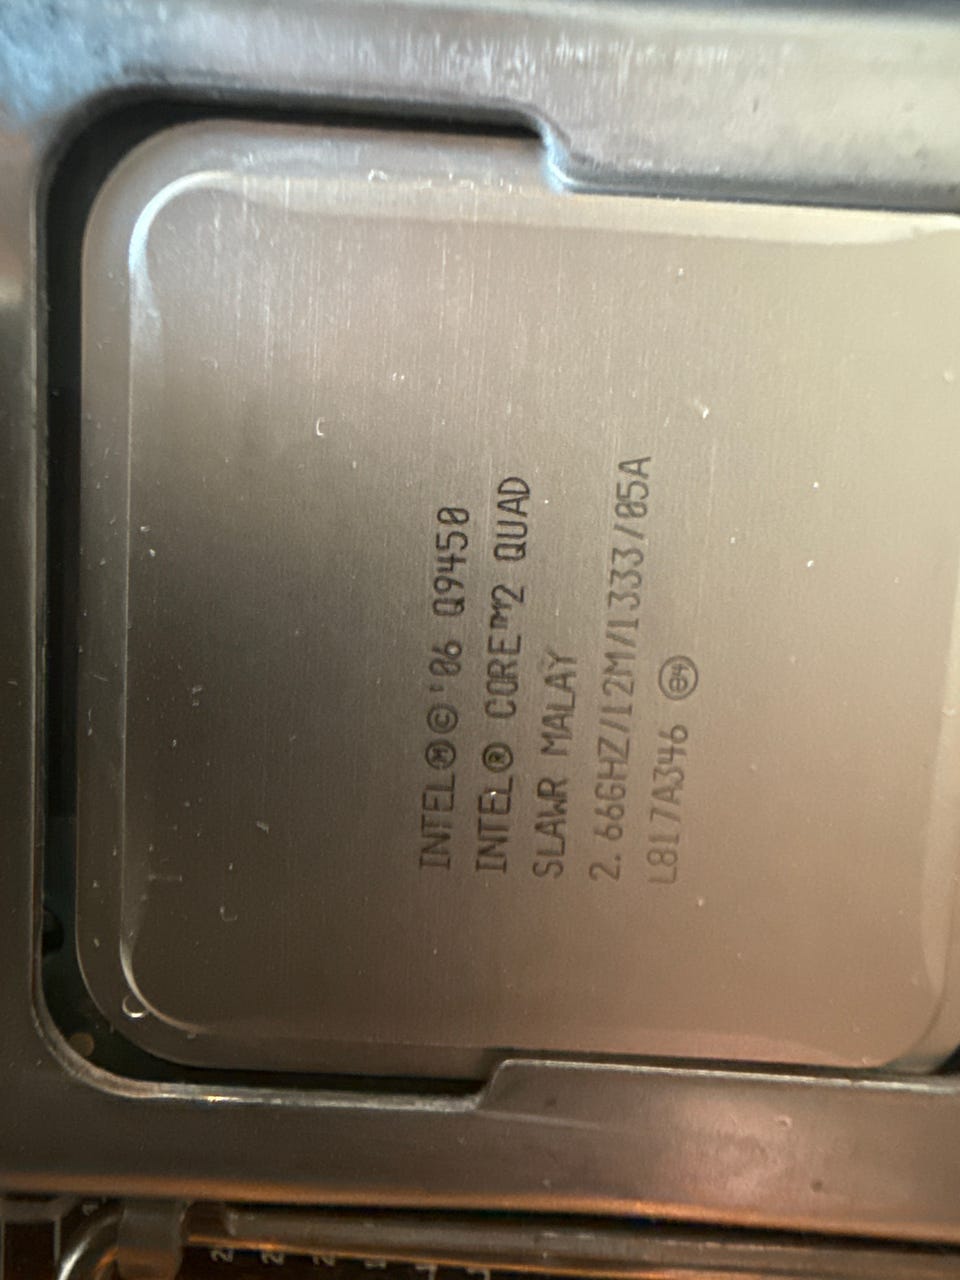 INTEL Ⓜ © '06 Q9450
INTEL® CORE™2 QUAD
SLAWR MALAY
2.66GHZ/12M/1333/05A
L817A346 e4